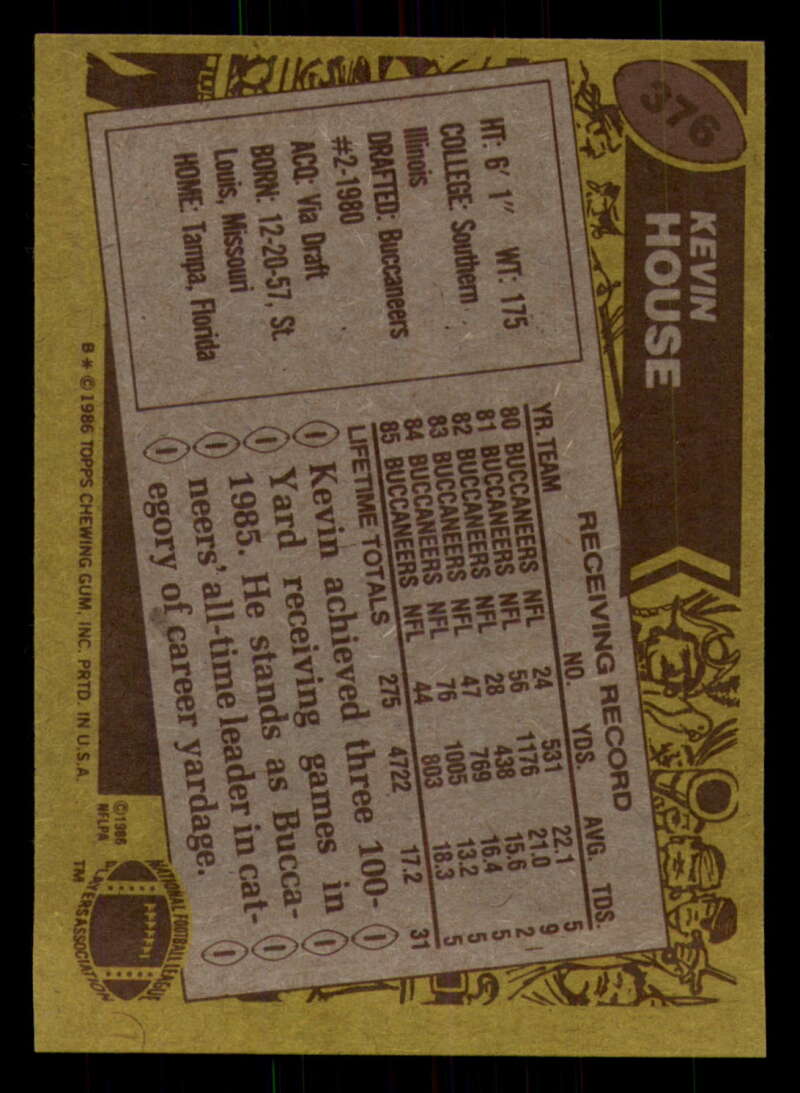 376
KEVIN
HOUSE
HT: 6' 1" WT: 175
COLLEGE: Southern
Illinois
DRAFTED: Buccaneers
#2-1980
ACQ: Via Draft
BORN: 12-20-57, St.
Louis, Missouri
HOME: Tampa, Florida
RECEIVING RECORD
YR. TEAM NO. YDS. AVG. TDS.
80 BUCCANEERS NFL 24 531 22.1 5
81 BUCCANEERS NFL 56 1176 21.0 9
82 BUCCANEERS NFL 28 438 15.6 2
83 BUCCANEERS NFL 47 769 16.4 5
84 BUCCANEERS NFL 76 1005 13.2 5
85 BUCCANEERS NFL 44 803 18.3 5
LIFETIME TOTALS 275 4722 17.2 31
Kevin achieved three 100-
Yard receiving games in
1985. He stands as Bucca-
neers' all-time leader in cat-
egory of career yardage.
B * © 1986 TOPPS CHEWING GUM, INC. PRTD. IN U.S.A.
© 1986
NFLPA
NATIONAL FOOTBALL LEAGUE
PLAYERS ASSOCIATION
TM